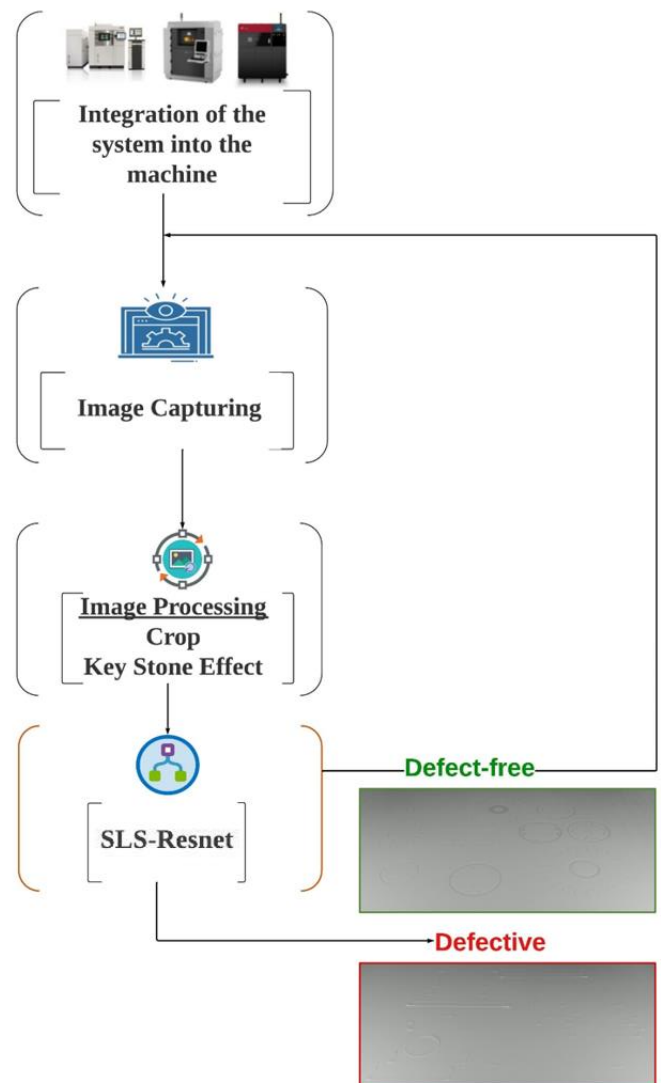 Integration of the
system into the
machine
Image Capturing
Image Processing
Crop
Key Stone Effect
SLS-Resnet
Defect-free
Defective